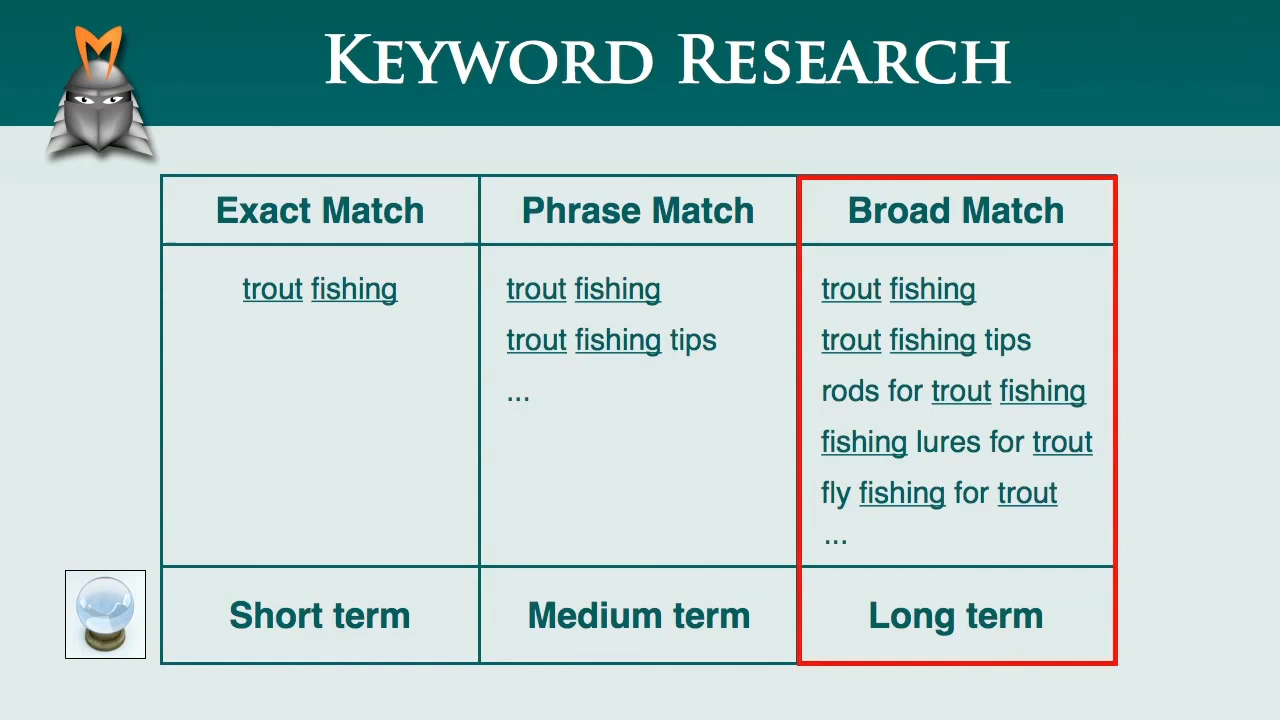 KEYWORD RESEARCH
Exact Match
Phrase Match
Broad Match
trout fishing
trout fishing
trout fishing tips
...
trout fishing
trout fishing tips
rods for trout fishing
fishing lures for trout
fly fishing for trout
...
Short term
Medium term
Long term